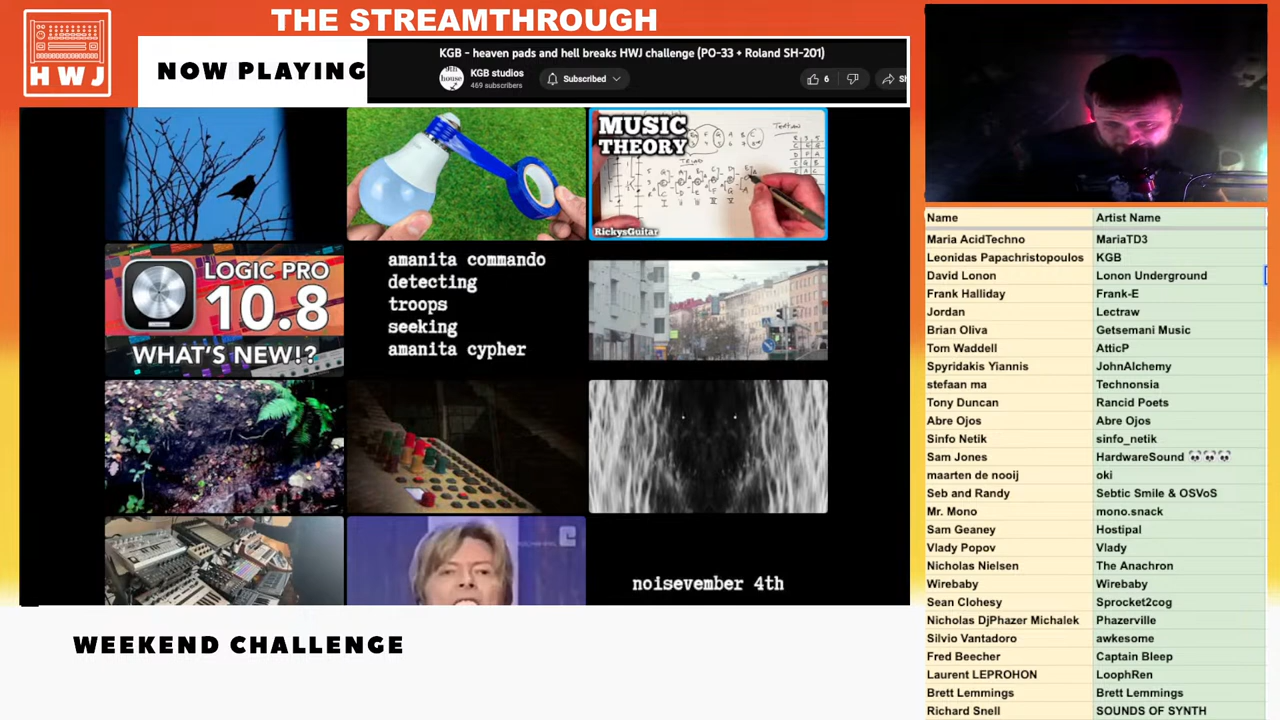 THE STREAMTHROUGH
HWJ
NOW PLAYING
KGB - heaven pads and hell breaks HWJ challenge (PO-33 + Roland SH-201)
KGB studios
469 subscribers
Subscribed
6
MUSIC
THEORY
TRIAD
RickysGuitar
LOGIC PRO
10.8
WHAT'S NEW!?
amanita commando
detecting
troops
seeking
amanita cypher
noisevember 4th
WEEKEND CHALLENGE
Name Artist Name
Maria AcidTechno MariaTD3
Leonidas Papachristopoulos KGB
David Lonon Lonon Underground
Frank Halliday Frank-E
Jordan Lectraw
Brian Oliva Getsemani Music
Tom Waddell AtticP
Spyridakis Yiannis JohnAlchemy
stefaan ma Technonsia
Tony Duncan Rancid Poets
Abre Ojos Abre Ojos
Sinfo Netik sinfo_netik
Sam Jones HardwareSound 🐼🐼🐼
maarten de nooij oki
Seb and Randy Sebtic Smile & OSVoS
Mr. Mono mono.snack
Sam Geaney Hostipal
Vlady Popov Vlady
Nicholas Nielsen The Anachron
Wirebaby Wirebaby
Sean Clohesy Sprocket2cog
Nicholas DjPhazer Michalek Phazerville
Silvio Vantadoro awkesome
Fred Beecher Captain Bleep
Laurent LEPROHON LoophRen
Brett Lemmings Brett Lemmings
Richard Snell SOUNDS OF SYNTH